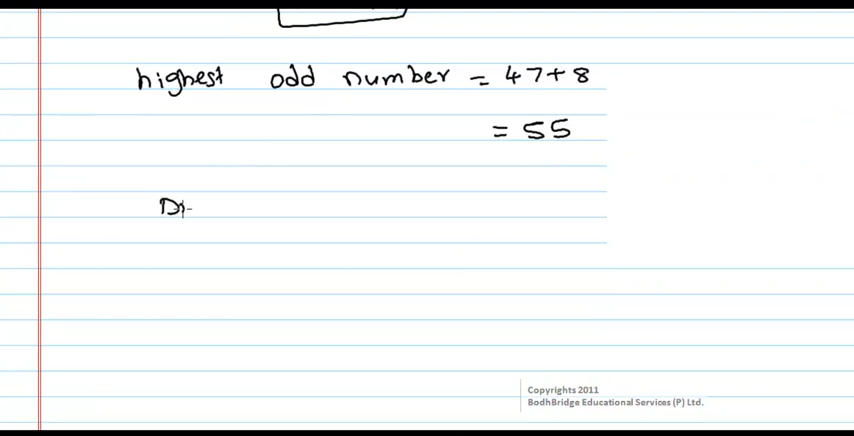 highest odd number = 47+8
= 55
Copyrights 2011
BodhBridge Educational Services (P) Ltd.